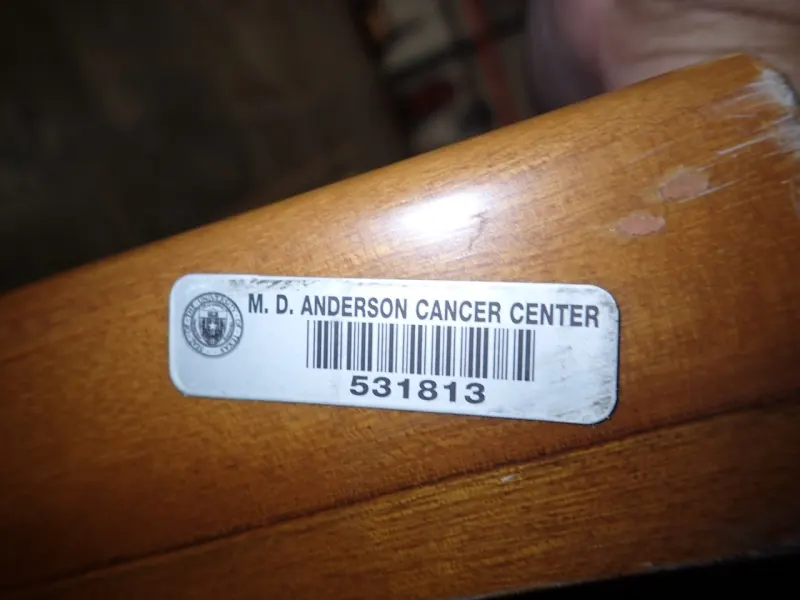 M. D. ANDERSON CANCER CENTER
531813